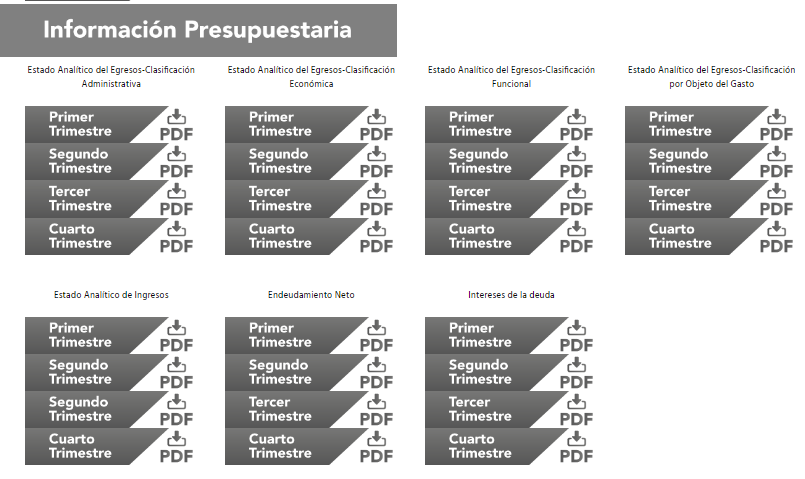 Información Presupuestaria
Estado Analítico del Egresos-Clasificación
Administrativa
Primer
Trimestre
PDF
Segundo
Trimestre
PDF
Tercer
Trimestre
PDF
Cuarto
Trimestre
PDF
Estado Analítico del Egresos-Clasificación
Económica
Primer
Trimestre
PDF
Segundo
Trimestre
PDF
Tercer
Trimestre
PDF
Cuarto
Trimestre
PDF
Estado Analítico del Egresos-Clasificación
Funcional
Primer
Trimestre
PDF
Segundo
Trimestre
PDF
Tercer
Trimestre
PDF
Cuarto
Trimestre
PDF
Estado Analítico del Egresos-Clasificación
por Objeto del Gasto
Primer
Trimestre
PDF
Segundo
Trimestre
PDF
Tercer
Trimestre
PDF
Cuarto
Trimestre
PDF
Estado Analítico de Ingresos
Primer
Trimestre
PDF
Segundo
Trimestre
PDF
Segundo
Trimestre
PDF
Cuarto
Trimestre
PDF
Endeudamiento Neto
Primer
Trimestre
PDF
Segundo
Trimestre
PDF
Tercer
Trimestre
PDF
Cuarto
Trimestre
PDF
Intereses de la deuda
Primer
Trimestre
PDF
Segundo
Trimestre
PDF
Tercer
Trimestre
PDF
Cuarto
Trimestre
PDF